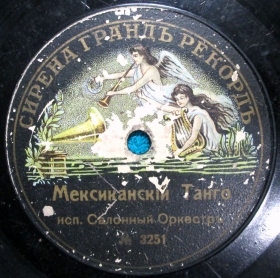 СИРЕНА ГРАНДЪ РЕКОРДЪ
Мексиканскій Танго
исп. Салонный Оркестръ
№ 3251